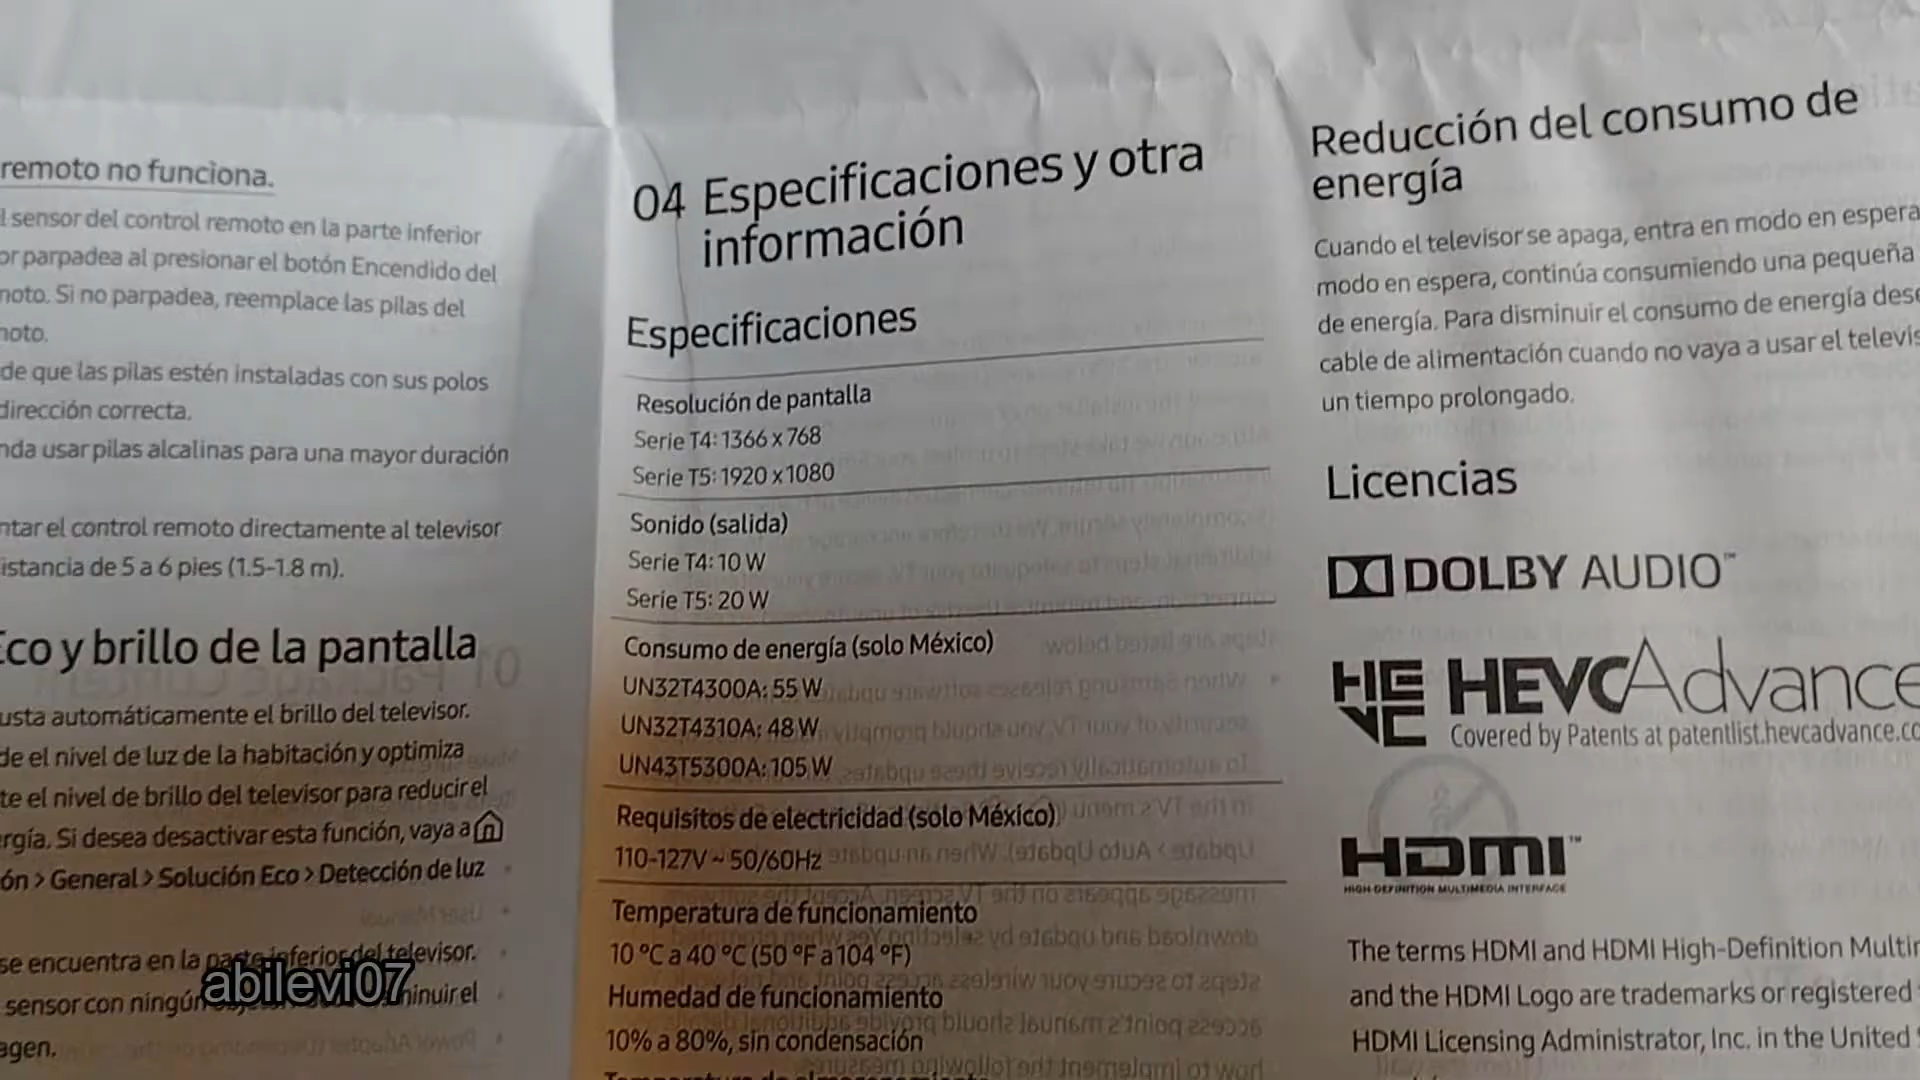 remoto no funciona.
l sensor del control remoto en la parte inferior
or parpadea al presionar el botón Encendido del
moto. Si no parpadea, reemplace las pilas del
moto.
de que las pilas estén instaladas con sus polos
dirección correcta.
nda usar pilas alcalinas para una mayor duración
ntar el control remoto directamente al televisor
istancia de 5 a 6 pies (1.5-1.8 m).
Eco y brillo de la pantalla
usta automáticamente el brillo del televisor.
de el nivel de luz de la habitación y optimiza
te el nivel de brillo del televisor para reducir el
rgía. Si desea desactivar esta función, vaya a
ón > General > Solución Eco > Detección de luz
se encuentra en la parte inferior del televisor.
sensor con ningún minuir el
agen.
abilevi07
04 Especificaciones y otra
información
Especificaciones
Resolución de pantalla
Serie T4: 1366 x 768
Serie T5: 1920 x 1080
Sonido (salida)
Serie T4: 10 W
Serie T5: 20 W
Consumo de energía (solo México)
UN32T4300A: 55 W
UN32T4310A: 48 W
UN43T5300A: 105 W
Requisitos de electricidad (sólo México)
110-127V ~ 50/60Hz
Temperatura de funcionamiento
10 °C a 40 °C (50 °F a 104 °F)
Humedad de funcionamiento
10% a 80%, sin condensación
Reducción del consumo de
energía
Cuando el televisor se apaga, entra en modo en espera
modo en espera, continúa consumiendo una pequeña
de energía. Para disminuir el consumo de energía dese
cable de alimentación cuando no vaya a usar el televis
un tiempo prolongado.
Licencias
DOLBY AUDIO™
HEVC HEVC Advance
Covered by Patents at patentlist.hevcadvance.co
HDMI™
HIGH-DEFINITION MULTIMEDIA INTERFACE
The terms HDMI and HDMI High-Definition Multim
and the HDMI Logo are trademarks or registered
HDMI Licensing Administrator, Inc. in the United